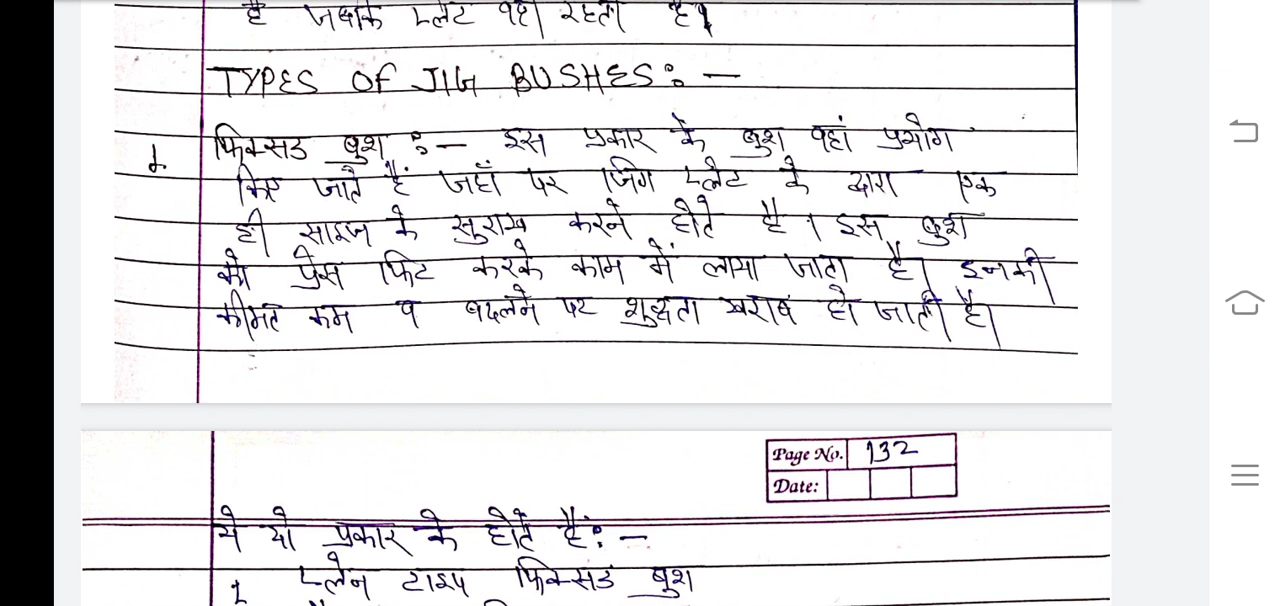 है जबकि प्लेट वही रहती है।
TYPES OF JIG BUSHES:—
1. फिक्सड बुश :— इस प्रकार के बुश वहां प्रयोग
किए जाते हैं जहाँ पर जिग प्लेट के द्वारा एक
ही साइज के सुराख करने होते है । इस बुश
को प्रेस फिट करके काम में लाया जाता है। इनकी
कीमत कम व बदलने पर शुद्धता खराब हो जाती है।
Page No. 132
Date:
ये दो प्रकार के होते हैं:—
1 प्लेन टाइप फिक्सड बुश